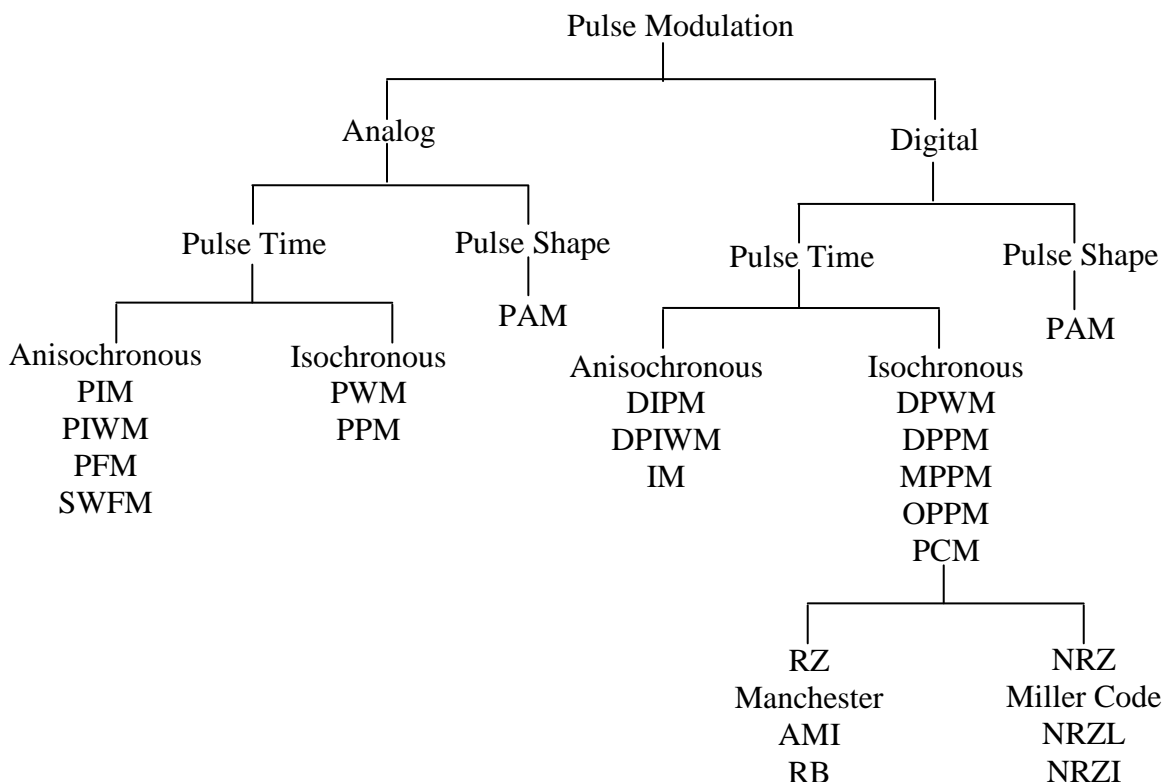 Pulse Modulation
Analog
Digital
Pulse Time
Pulse Shape
Pulse Time
Pulse Shape
PAM
PAM
Anisochronous
PIM
PIWM
PFM
SWFM
Isochronous
PWM
PPM
Anisochronous
DIPM
DPIWM
IM
Isochronous
DPWM
DPPM
MPPM
OPPM
PCM
RZ
Manchester
AMI
RB
NRZ
Miller Code
NRZL
NRZI